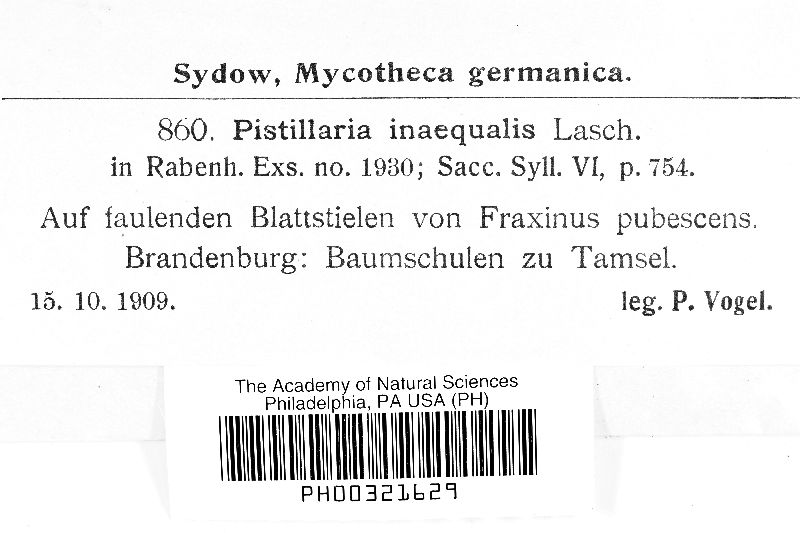 Sydow, Mycotheca germanica.
860. Pistillaria inaequalis Lasch.
in Rabenh. Exs. no. 1930; Sacc. Syll. VI, p. 754.
Auf faulenden Blattstielen von Fraxinus pubescens.
Brandenburg: Baumschulen zu Tamsel.
15. 10. 1909. leg. P. Vogel.
The Academy of Natural Sciences
Philadelphia, PA USA (PH)
PH00321629